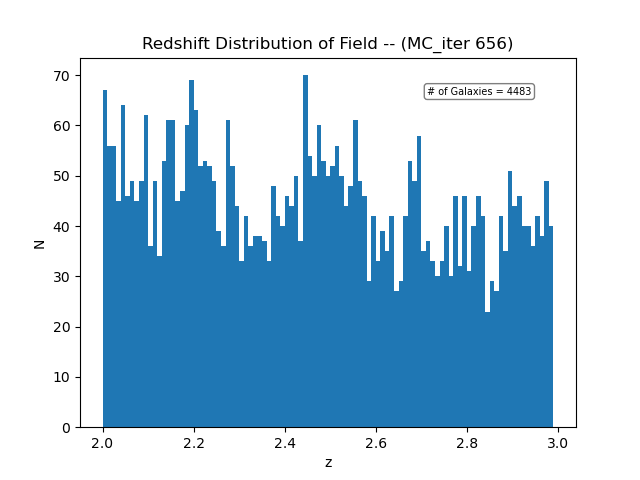 Redshift Distribution of Field -- (MC_iter 656)
# of Galaxies = 4483
70
60
50
40
30
20
10
0
N
2.0 2.2 2.4 2.6 2.8 3.0
z